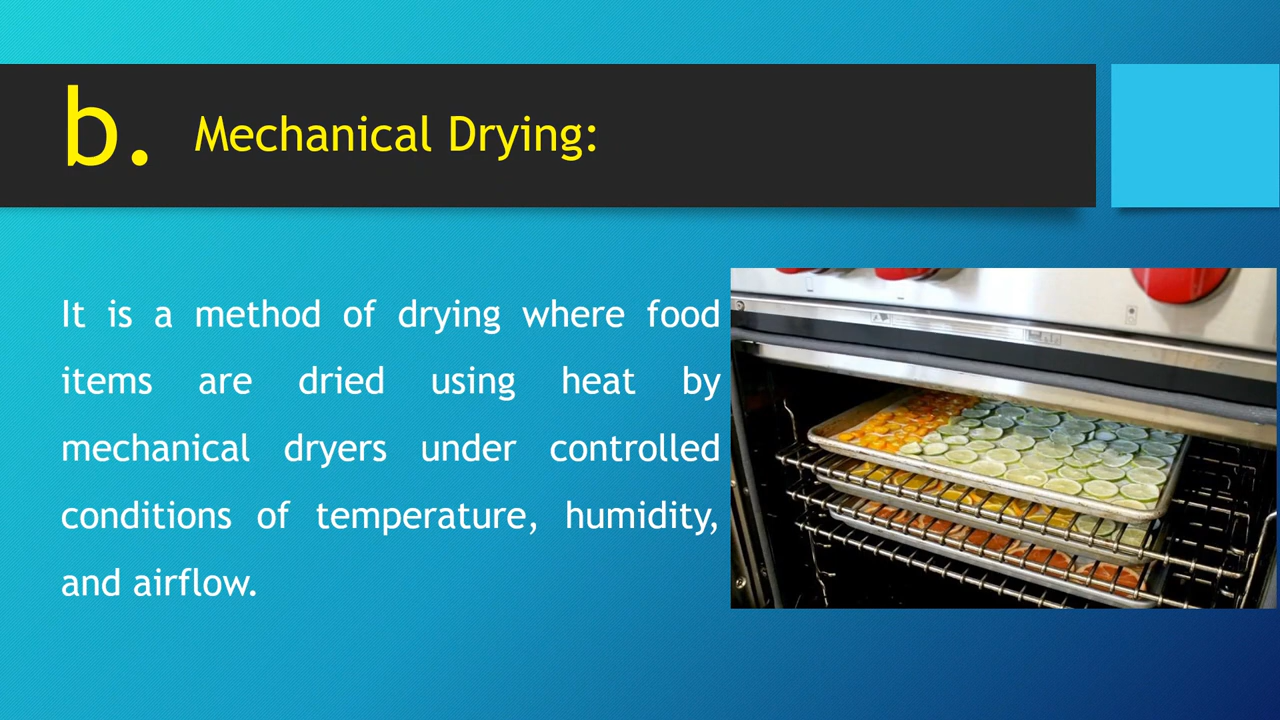 b. Mechanical Drying:
It is a method of drying where food
items are dried using heat by
mechanical dryers under controlled
conditions of temperature, humidity,
and airflow.